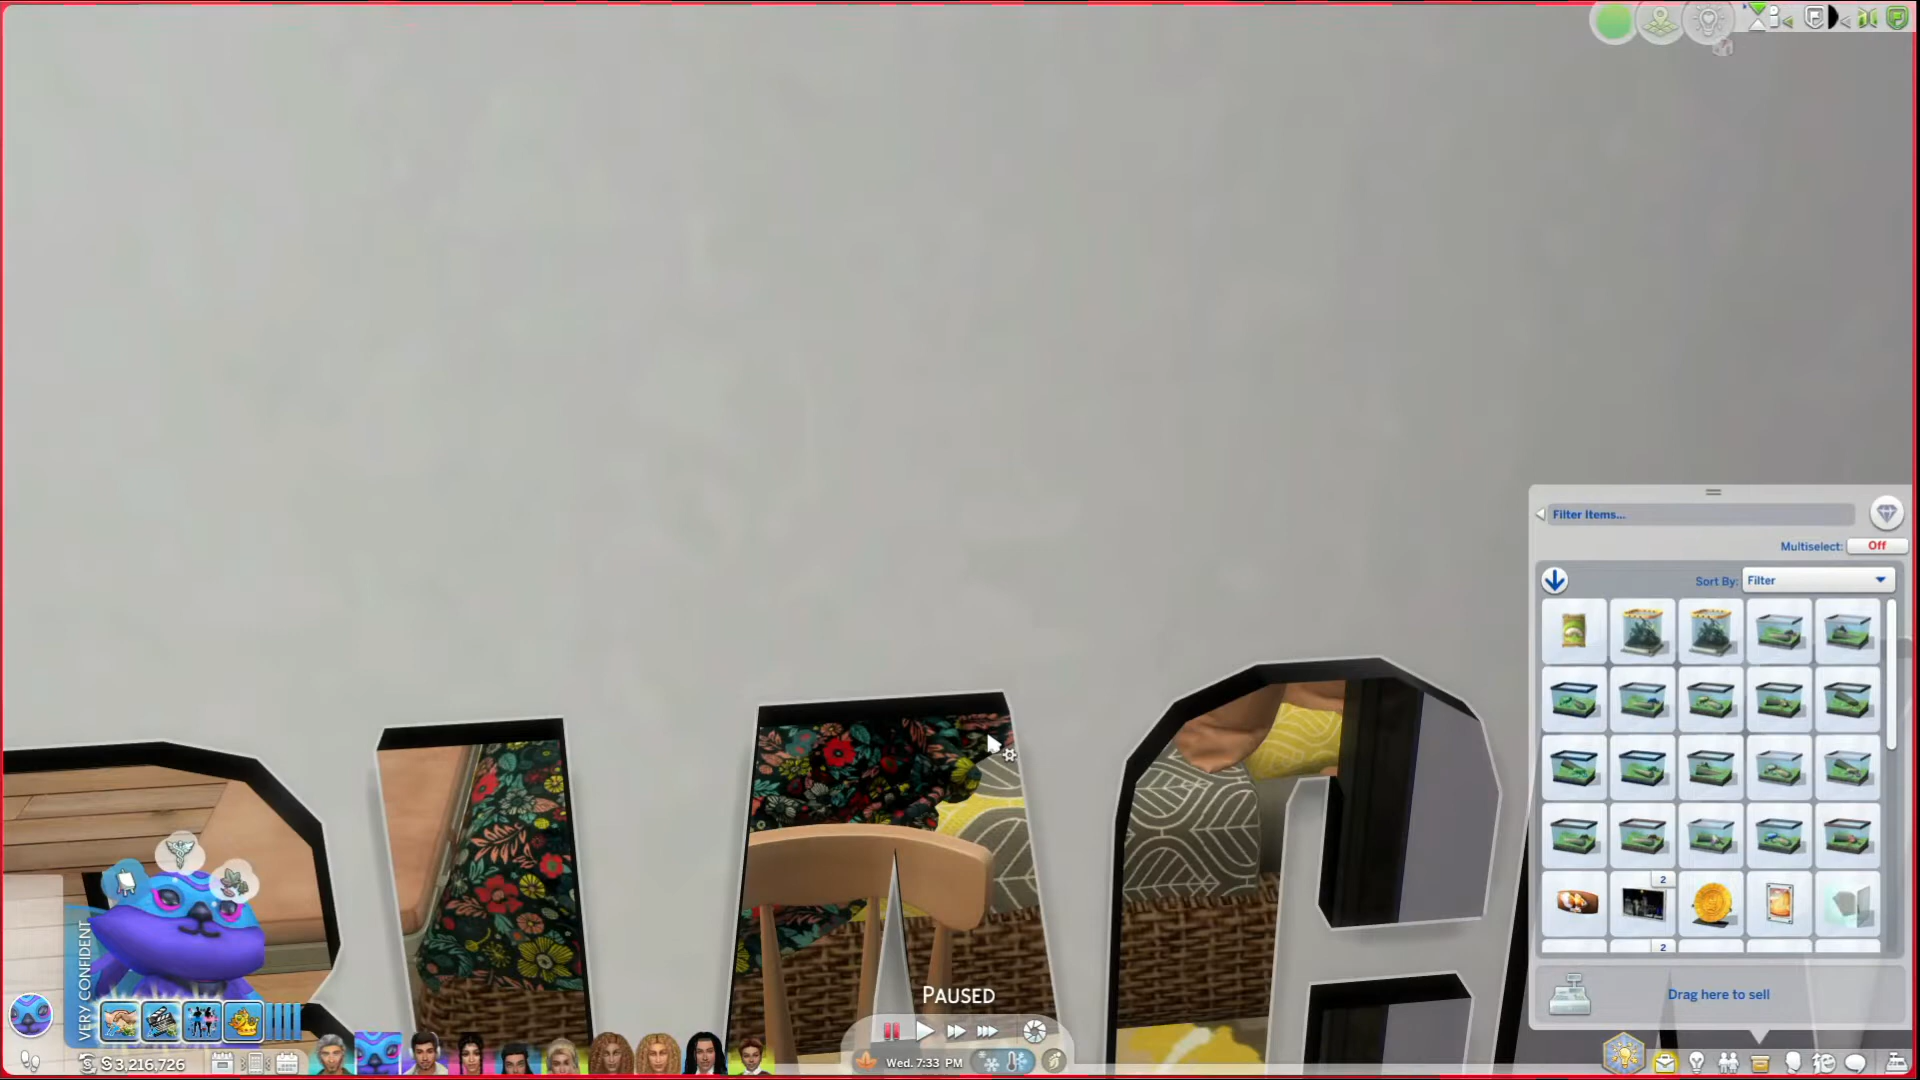 Filter Items...
Multiselect: Off
Sort By: Filter
2
2
Drag here to sell
VERY CONFIDENT
PAUSED
3,216,726
Wed. 7:33 PM